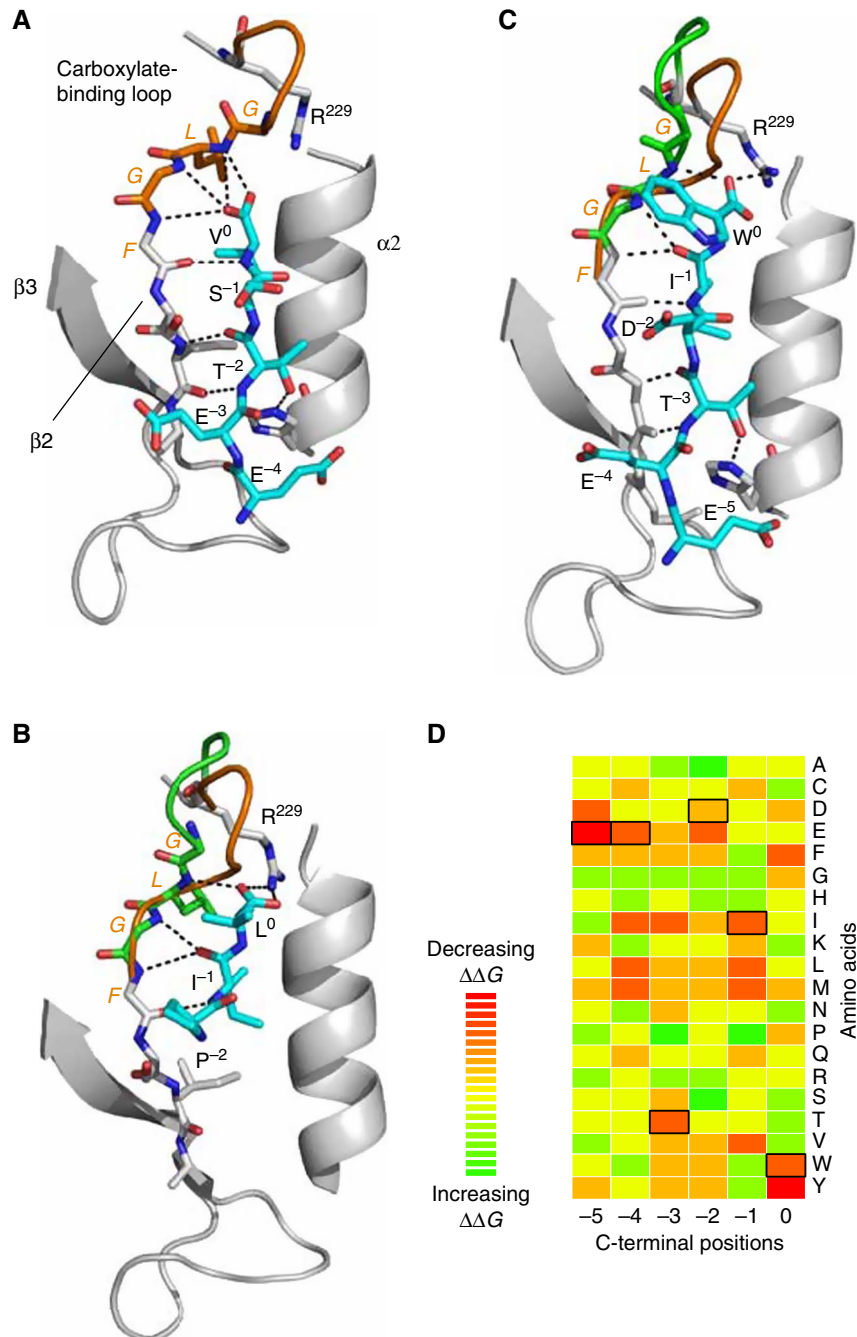 A
Carboxylate-
binding loop
R229
G
L
G
F
V0
S−1
T−2
E−3
E−4
α2
β3
β2
C
R229
G
L
G
F
W0
I−1
D−2
T−3
E−4
E−5
B
R229
G
L
G
F
L0
I−1
P−2
D
Decreasing
ΔΔG
Increasing
ΔΔG
A
C
D
E
F
G
H
I
K
L
M
N
P
Q
R
S
T
V
W
Y
Amino acids
−5 −4 −3 −2 −1 0
C-terminal positions